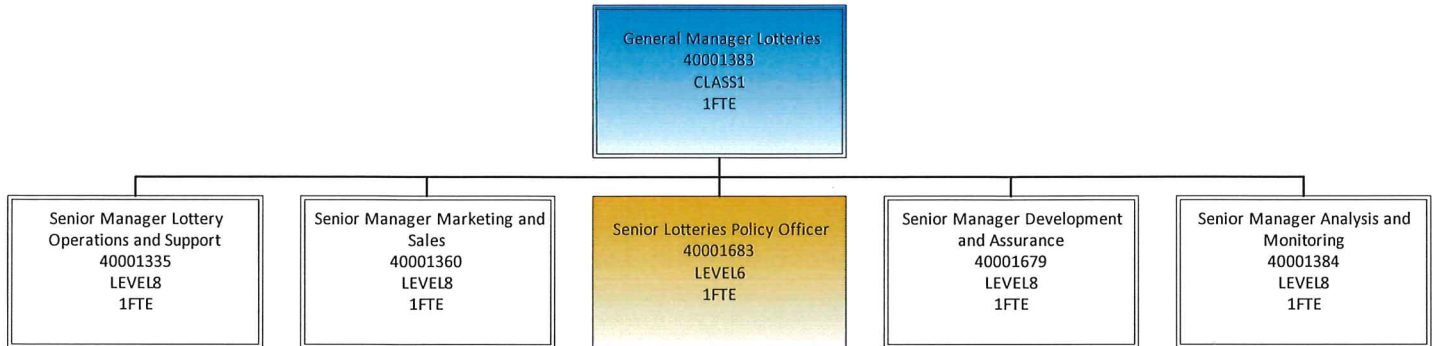 General Manager Lotteries
40001383
CLASS1
1FTE
Senior Manager Lottery
Operations and Support
40001335
LEVEL8
1FTE
Senior Manager Marketing and
Sales
40001360
LEVEL8
1FTE
Senior Lotteries Policy Officer
40001683
LEVEL6
1FTE
Senior Manager Development
and Assurance
40001679
LEVEL8
1FTE
Senior Manager Analysis and
Monitoring
40001384
LEVEL8
1FTE